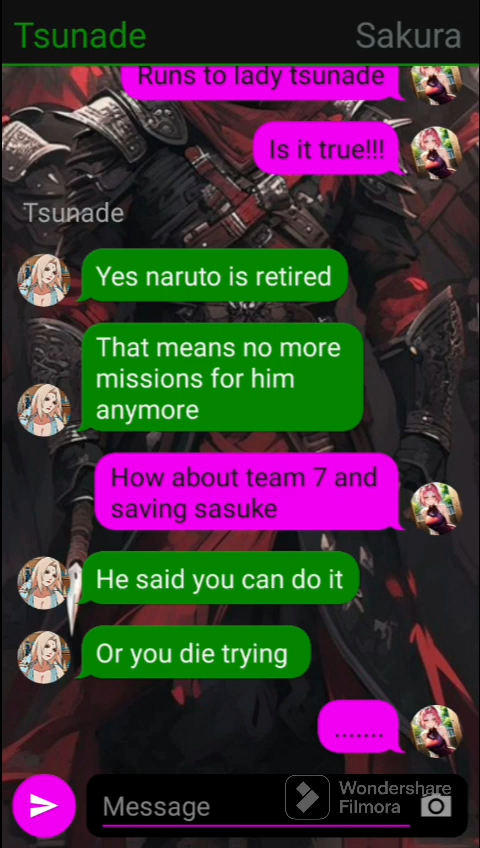 Tsunade Sakura
Runs to lady tsunade
Is it true!!!
Tsunade
Yes naruto is retired
That means no more
missions for him
anymore
How about team 7 and
saving sasuke
He said you can do it
Or you die trying
.......
Message
Wondershare
Filmora